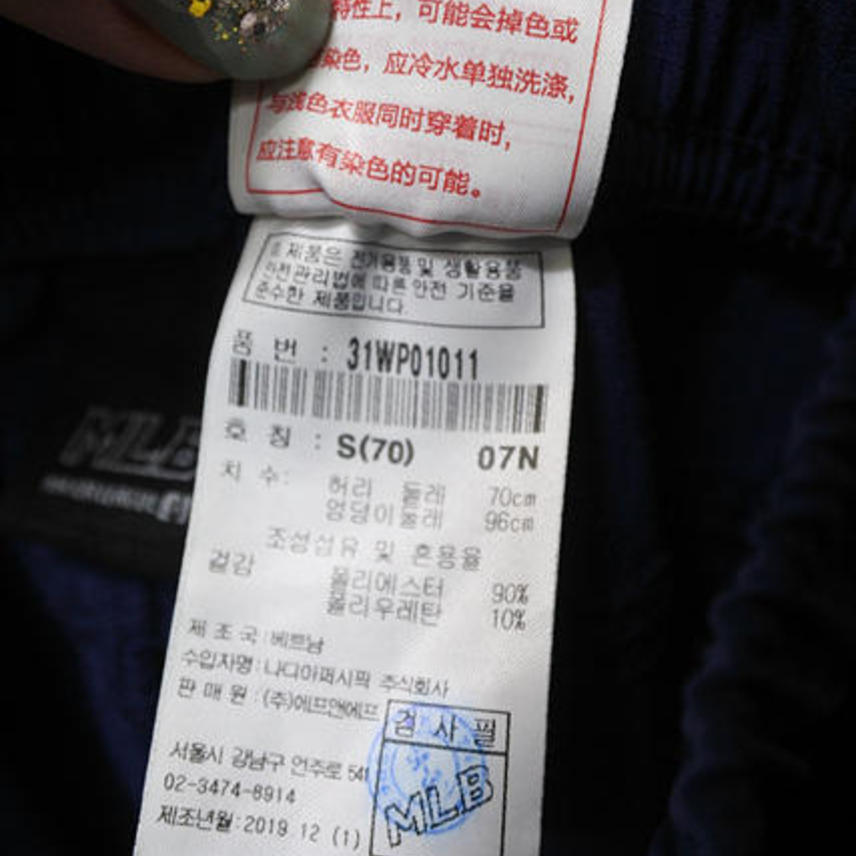 特性上，可能会掉色或
染色，应冷水单独洗涤，
与浅色衣服同时穿着时，
应注意有染色的可能。
제품은 전기용품 및 생활용품
안전관리법에 따른 안전 기준을
준수한 제품입니다.
품 번 : 31WP01011
호 칭 : S(70) 07N
치 수: 허리 둘레 70cm
엉덩이둘레 96cm
조성섬유 및 혼용율
겉감 폴리에스터 90%
폴리우레탄 10%
제 조 국 : 베트남
수입자명 : 나디아퍼시픽 주식회사
판 매 원 : (주)에프앤에프
검 사 필
서울시 강남구 언주로 541
02-3474-6914
MLB
제조년월 : 2019 12 (1)
MLB